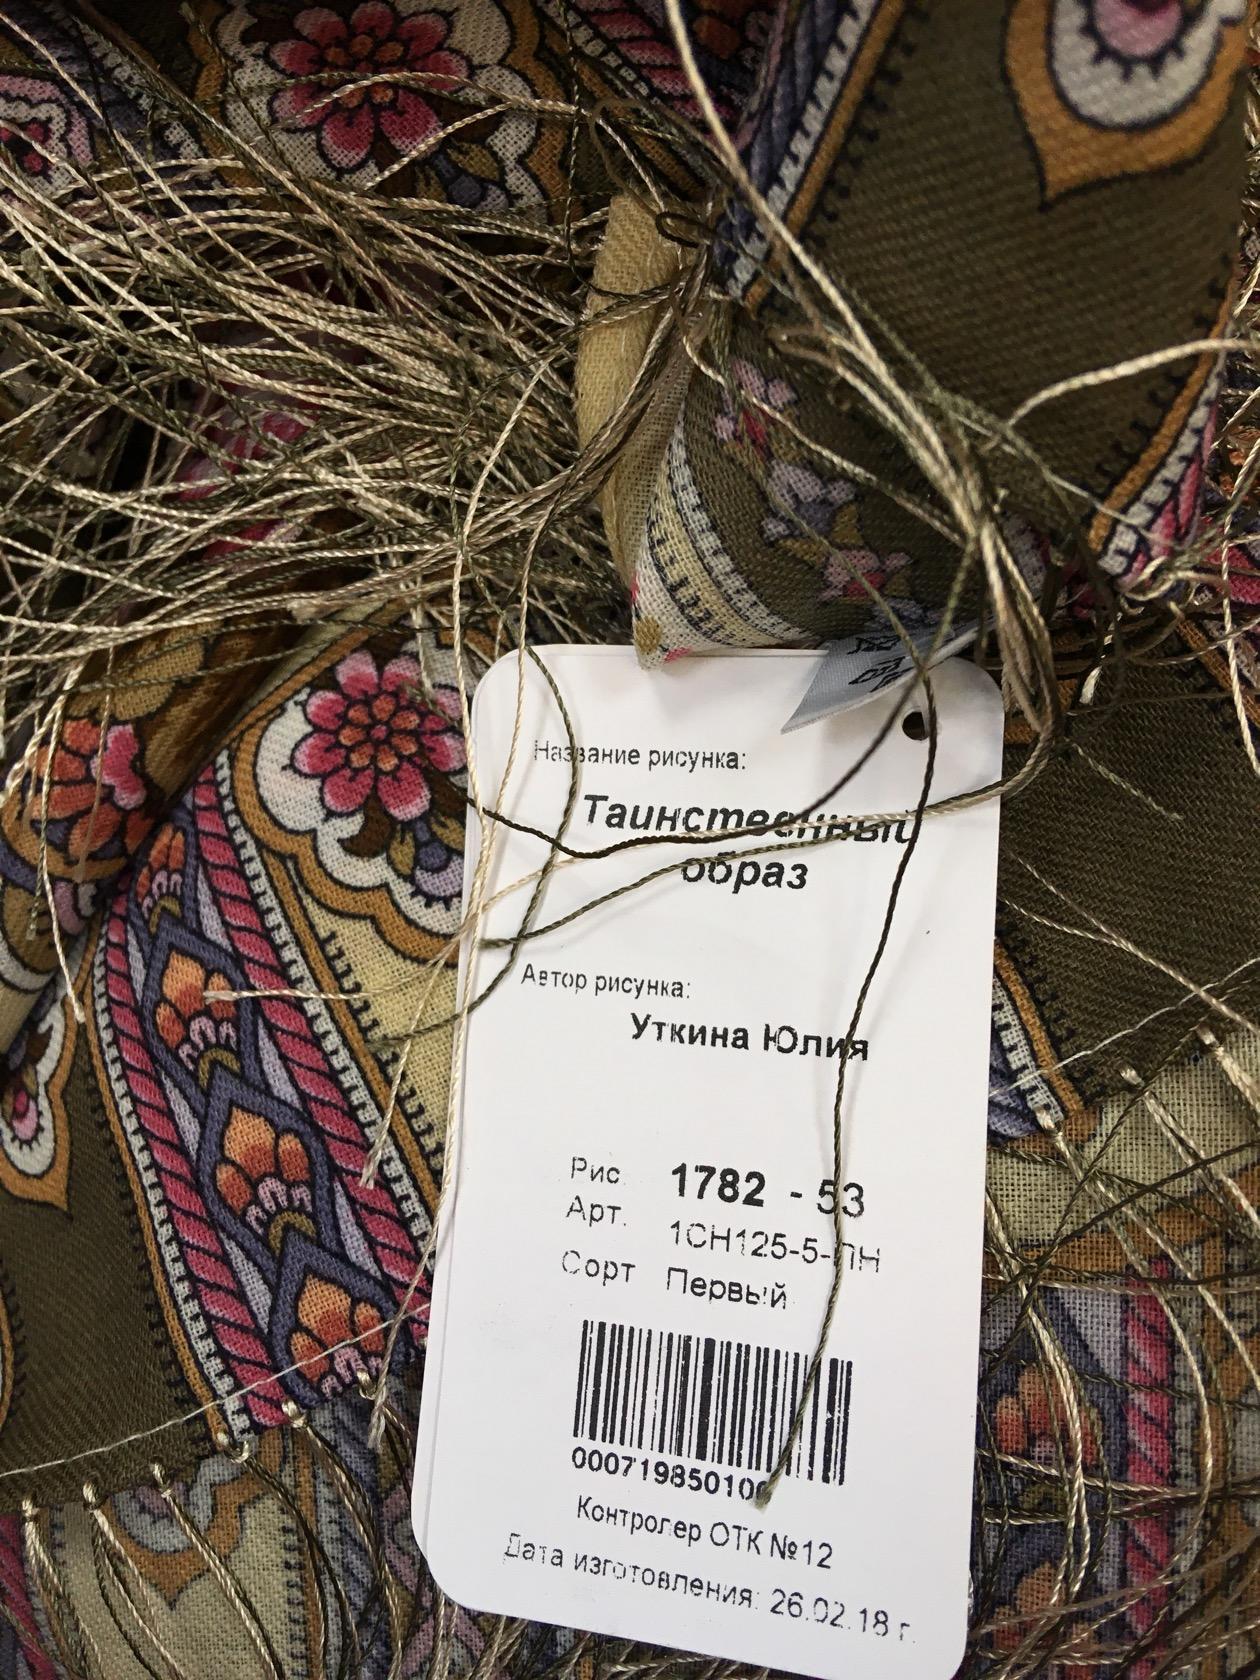 Название рисунка:
Таинственный
образ
Автор рисунка:
Уткина Юлия
Рис 1782 - 53
Арт. 1СН125-5-ПН
Сорт Первый
Контролер ОТК №12
Дата изготовления: 26.02.18 г.